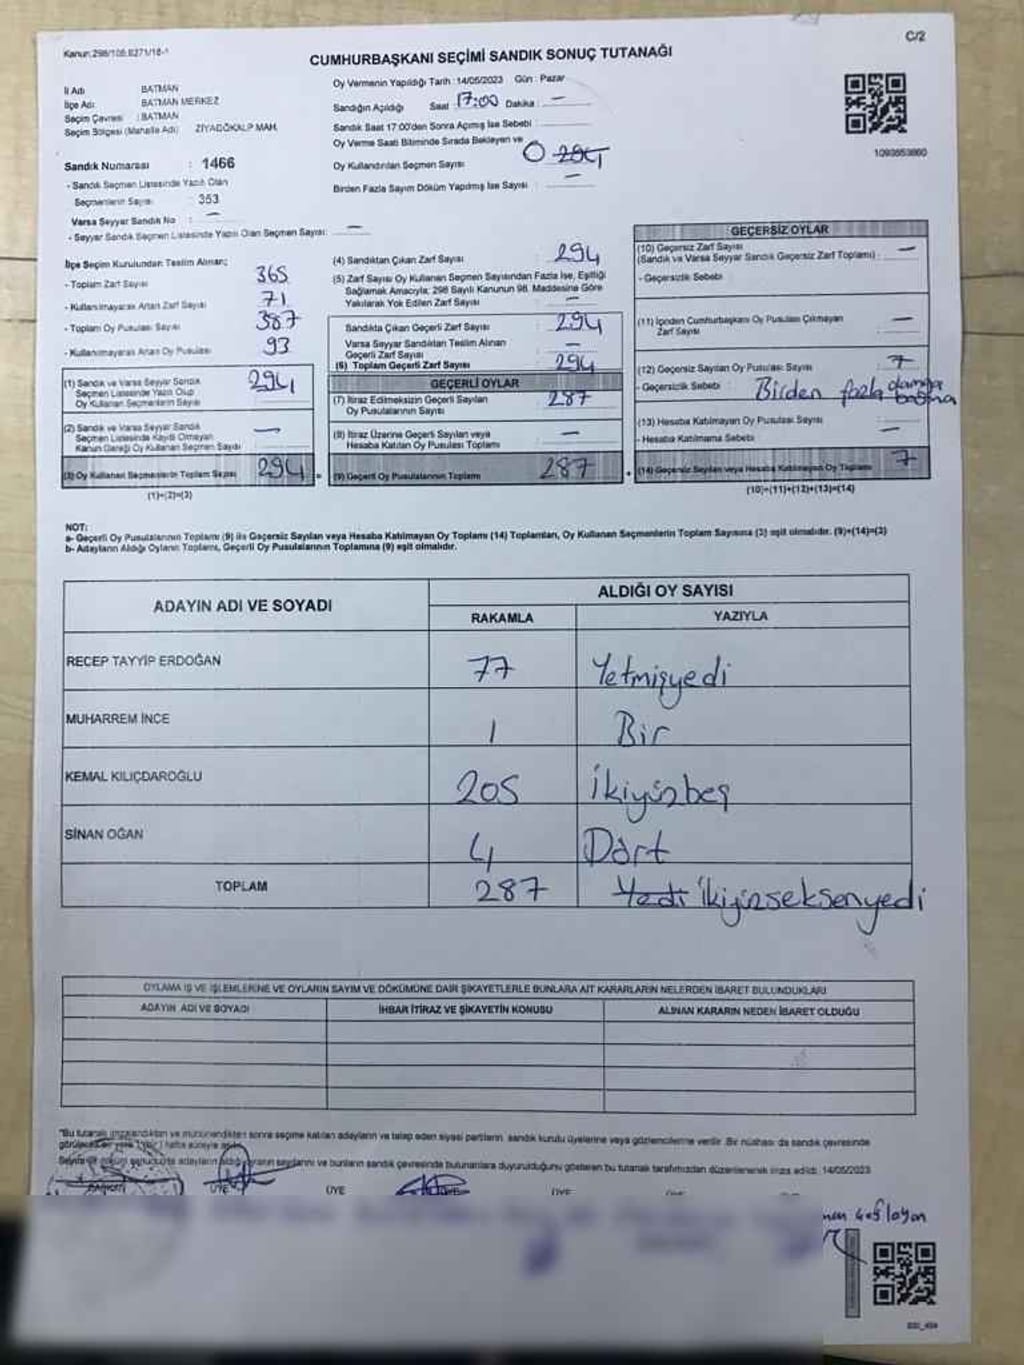 Kanun: 298/106.6271/16-1
C/2
CUMHURBAŞKANI SEÇİMİ SANDIK SONUÇ TUTANAĞI
İl Adı BATMAN
İlçe Adı BATMAN MERKEZ
Seçim Çevresi : BATMAN
Seçim Bölgesi (Mahalle Adı) ZİYAGÖKALP MAH.
Sandık Numarası : 1466
- Sandık Seçmen Listesinde Yazılı Olan
Seçmenlerin Sayısı : 353
Varsa Seyyar Sandık No : —
- Seyyar Sandık Seçmen Listesinde Yazılı Olan Seçmen Sayısı: —
Oy Vermenin Yapıldığı Tarih : 14/05/2023 Gün : Pazar
Sandığın Açıldığı Saat 17:00 Dakika : —
Sandık Saat 17:00'den Sonra Açılmış İse Sebebi :
Oy Verme Saati Bitiminde Sırada Bekleyen ve
Oy Kullandırılan Seçmen Sayısı 0 294
Birden Fazla Sayım Döküm Yapılmış İse Sayısı : —
1093853860
İlçe Seçim Kurulundan Teslim Alınan;
- Toplam Zarf Sayısı 365
- Kullanılmayarak Artan Zarf Sayısı 71
- Toplam Oy Pusulası Sayısı 387
- Kullanılmayarak Artan Oy Pusulası 93
(1) Sandık ve Varsa Seyyar Sandık
Seçmen Listesinde Yazılı Olup
Oy Kullanan Seçmenlerin Sayısı 294
(2) Sandık ve Varsa Seyyar Sandık
Seçmen Listesinde Kayıtlı Olmayan
Kanun Gereği Oy Kullanan Seçmen Sayısı —
(3) Oy Kullanan Seçmenlerin Toplam Sayısı 294
(1)+(2)=(3)
(4) Sandıktan Çıkan Zarf Sayısı 294
(5) Zarf Sayısı Oy Kullanan Seçmen Sayısından Fazla İse, Eşitliği
Sağlamak Amacıyla; 298 Sayılı Kanunun 98. Maddesine Göre
Yakılarak Yok Edilen Zarf Sayısı —
Sandıkta Çıkan Geçerli Zarf Sayısı 294
Varsa Seyyar Sandıktan Teslim Alınan
Geçerli Zarf Sayısı —
(6) Toplam Geçerli Zarf Sayısı 294
GEÇERLİ OYLAR
(7) İtiraz Edilmeksizin Geçerli Sayılan
Oy Pusulalarının Sayısı 287
(8) İtiraz Üzerine Geçerli Sayılan veya
Hesaba Katılan Oy Pusulası Toplamı —
(9) Geçerli Oy Pusulalarının Toplamı 287
GEÇERSİZ OYLAR
(10) Geçersiz Zarf Sayısı
(Sandık ve Varsa Seyyar Sandık Geçersiz Zarf Toplamı) : —
- Geçersizlik Sebebi :
(11) İçinden Cumhurbaşkanı Oy Pusulası Çıkmayan
Zarf Sayısı —
(12) Geçersiz Sayılan Oy Pusulası Sayısı 7
- Geçersizlik Sebebi : Birden fazla damga
basma
(13) Hesaba Katılmayan Oy Pusulası Sayısı
- Hesaba Katılmama Sebebi : —
(14) Geçersiz Sayılan veya Hesaba Katılmayan Oy Toplamı 7
(10)+(11)+(12)+(13)=(14)
NOT:
a- Geçerli Oy Pusulalarının Toplamı (9) ile Geçersiz Sayılan veya Hesaba Katılmayan Oy Toplamı (14) Toplamları, Oy Kullanan Seçmenlerin Toplam Sayısına (3) eşit olmalıdır. (9)+(14)=(3)
b- Adayların Aldığı Oyların Toplamı, Geçerli Oy Pusulalarının Toplamına (9) eşit olmalıdır.
ADAYIN ADI VE SOYADI
ALDIĞI OY SAYISI
RAKAMLA YAZIYLA
RECEP TAYYİP ERDOĞAN 77 Yetmişyedi
MUHARREM İNCE 1 Bir
KEMAL KILIÇDAROĞLU 205 İkiyüzbeş
SİNAN OĞAN 4 Dört
TOPLAM 287 Yedi İkiyüzseksenyedi
OYLAMA İŞ VE İŞLEMLERİNE VE OYLARIN SAYIM VE DÖKÜMÜNE DAİR ŞİKAYETLERLE BUNLARA AİT KARARLARIN NELERDEN İBARET BULUNDUKLARI
ADAYIN ADI VE SOYADI İHBAR İTİRAZ VE ŞİKAYETİN KONUSU ALINAN KARARIN NEDEN İBARET OLDUĞU
"Bu tutanak imzalandıktan ve mühürlendikten sonra seçime katılan adayların ve talep eden siyasi partilerin, sandık kurulu üyelerine veya gözlemcilerine verilir. Bir nüshası da sandık çevresinde
görülecek bir yere 1 (bir) hafta süreyle asılır.
sayıları ve bunların sandık çevresinde bulunanlara duyurulduğunu gösteren bu tutanak tarafımızdan düzenlenerek imza edildi. 14/05/2023
BAŞKAN ÜYE ÜYE ÜYE ÜYE